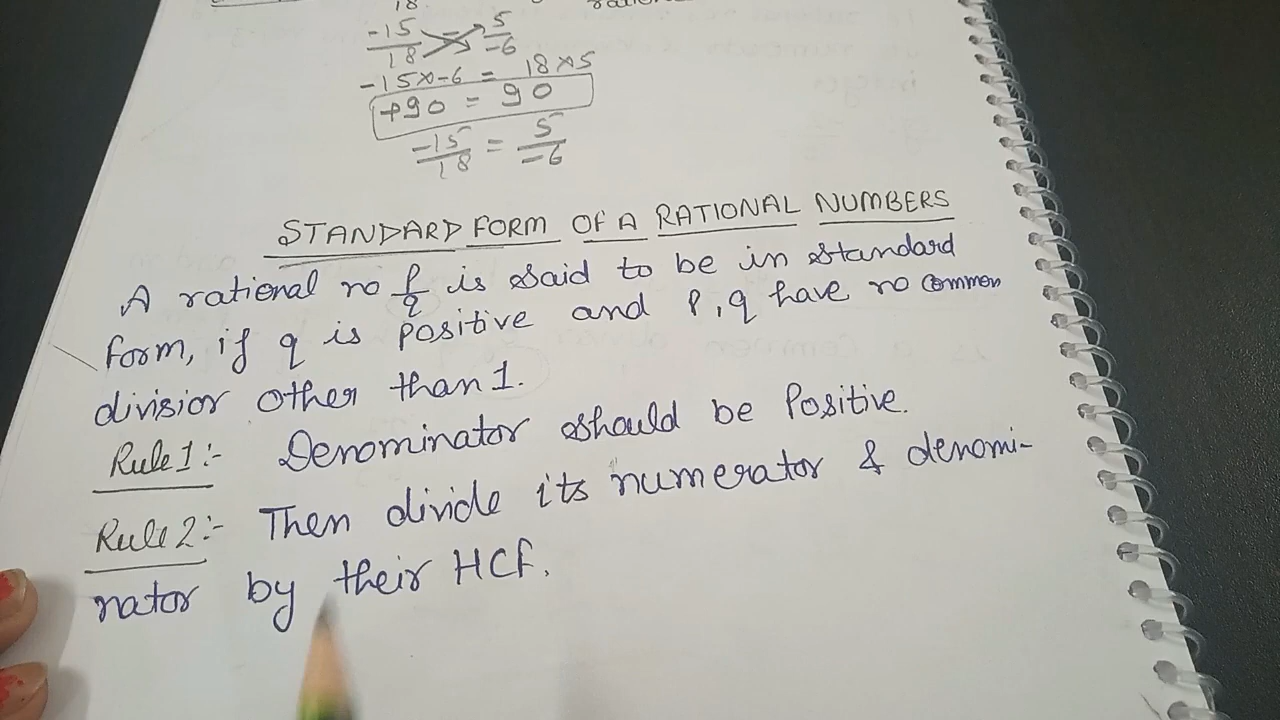 18
-15/18 = 5/-6
-15×-6 = 18×5
+90 = 90
-15/18 = 5/-6
STANDARD FORM OF A RATIONAL NUMBERS
A rational no p/q is said to be in standard
form, if q is positive and p, q have no common
divisior other than 1.
Rule 1:- Denominator should be Positive.
Rule 2:- Then divide its numerator & denomi-
nator by their HCF.